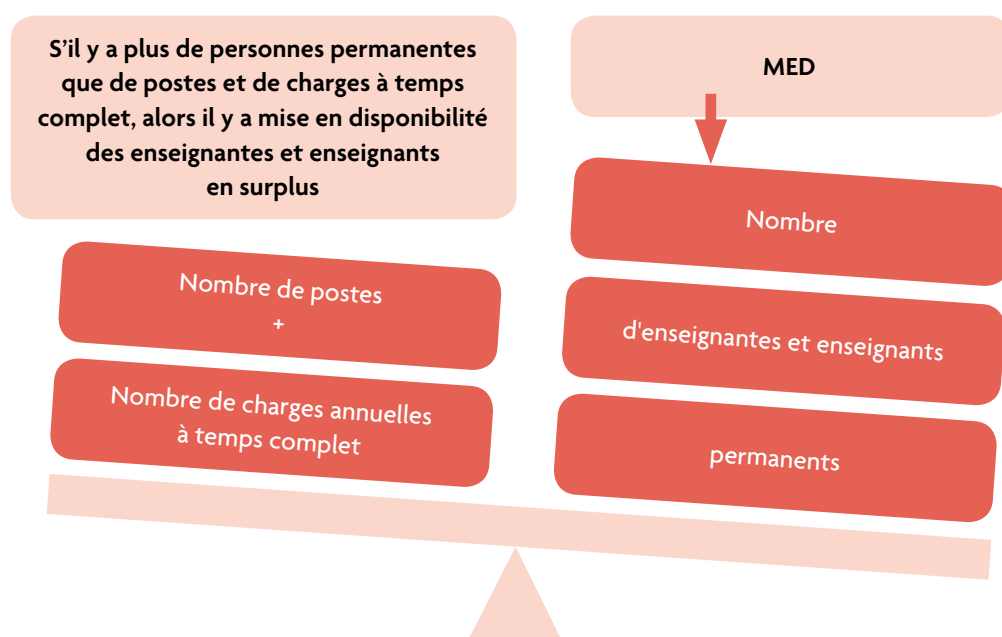 S’il y a plus de personnes permanentes
que de postes et de charges à temps
complet, alors il y a mise en disponibilité
des enseignantes et enseignants
en surplus
MED
Nombre
d'enseignantes et enseignants
permanents
Nombre de postes
+
Nombre de charges annuelles
à temps complet